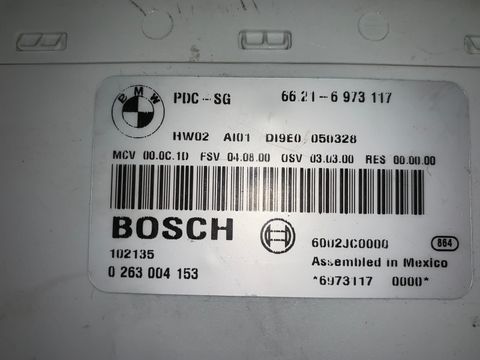 BMW PDC-SG 66 21-6 973 117
HW02 AI01 DI9E0 050328
MCV 00.0C.1D FSV 04.08.00 OSV 03.03.00 RES 00.00.00
BOSCH
6002JC0000 864
102135 Assembled in Mexico
0 263 004 153 *6973117 0000*